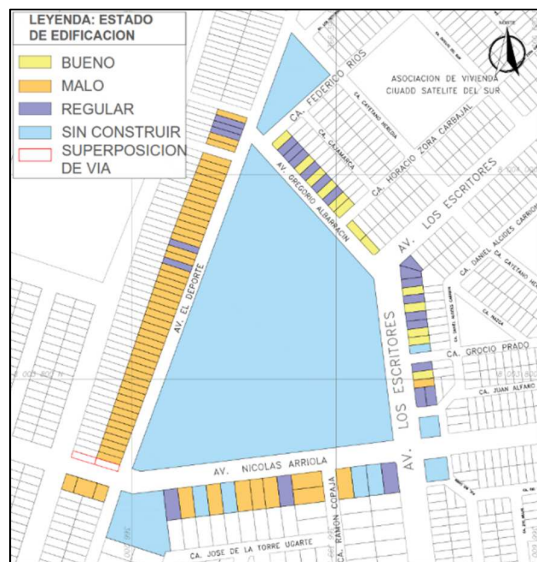 LEYENDA: ESTADO
DE EDIFICACION
BUENO
MALO
REGULAR
SIN CONSTRUIR
SUPERPOSICION
DE VIA
NORTE
CA. FEDERICO RIOS
ASOCIACION DE VIVIENDA
CIUADD SATELITE DEL SUR
CA. CAYETANO HEREDIA
CA. CAJAMARCA
CA. HORACIO ZORA CARBAJAL
AV. GREGORIO ALBARRACIN
AV. LOS ESCRITORES
CA. DANIEL ALCIDES CARRION
AV. EL DEPORTE
AV. LOS ESCRITORES
CA. GROCIO PRADO
CA. JUAN ALFARO
AV. NICOLAS ARRIOLA
CA. RAMON COPAJA
CA. JOSE DE LA TORRE UGARTE